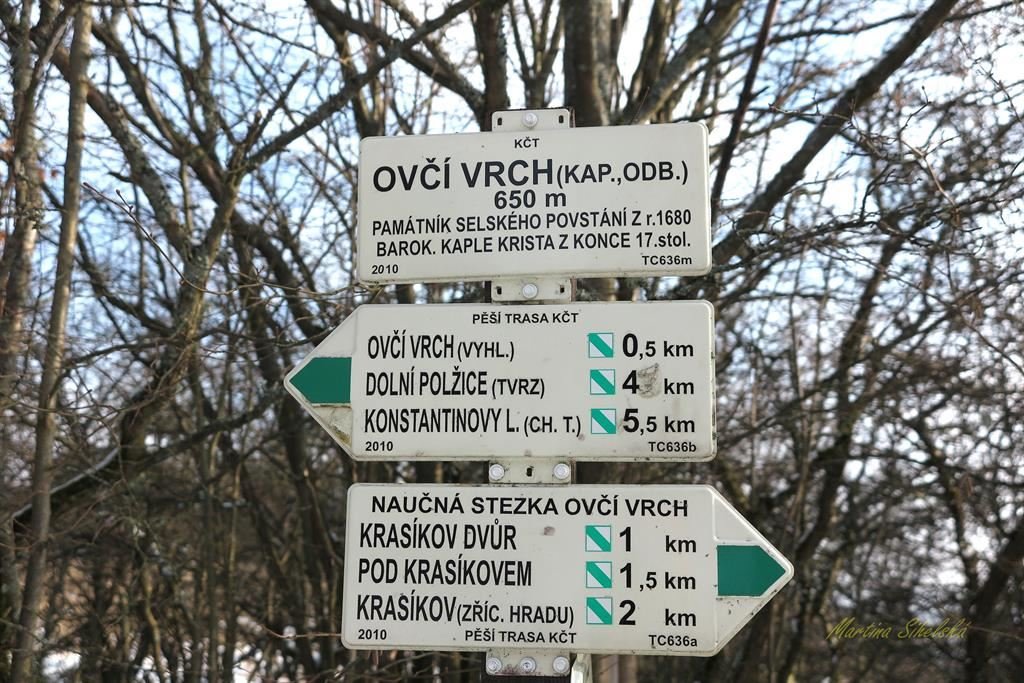 KČT
OVČÍ VRCH (KAP.,ODB.)
650 m
PAMÁTNÍK SELSKÉHO POVSTÁNÍ Z r.1680
BAROK. KAPLE KRISTA Z KONCE 17.stol.
2010 TC636m
PĚŠÍ TRASA KČT
OVČÍ VRCH (VYHL.) 0,5 km
DOLNÍ POLŽICE (TVRZ) 4 km
KONSTANTINOVY L. (CH. T.) 5,5 km
2010 TC636b
NAUČNÁ STEZKA OVČÍ VRCH
KRASÍKOV DVŮR 1 km
POD KRASÍKOVEM 1,5 km
KRASÍKOV (ZŘÍC. HRADU) 2 km
2010 PĚŠÍ TRASA KČT TC636a
Martina Síhelská